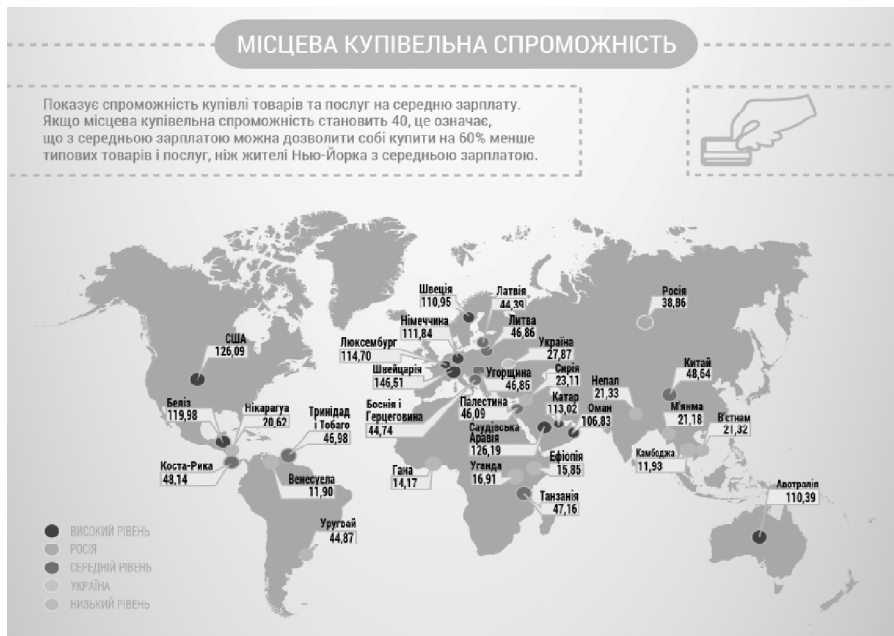 МІСЦЕВА КУПІВЕЛЬНА СПРОМОЖНІСТЬ
Показує спроможність купівлі товарів та послуг на середню зарплату.
Якщо місцева купівельна спроможність становить 40, це означає,
що з середньою зарплатою можна дозволити собі купити на 60% менше
типових товарів і послуг, ніж жителі Нью-Йорка з середньою зарплатою.
Швеція
110,95
Латвія
44,39
Росія
38,86
Німеччина
111,84
Литва
46,86
США
126,09
Люксембург
114,70
Україна
27,87
Швейцарія
146,51
Угорщина
46,85
Сирія
23,11
Непал
21,33
Китай
48,64
Беліз
119,98
Нікарагуа
20,62
Тринідад
і Тобаго
46,98
Боснія і
Герцеговина
44,74
Палестина
46,09
Катар
113,02
Оман
106,83
М'янма
21,18
В'єтнам
21,32
Саудівська
Аравія
126,19
Коста-Рика
48,14
Венесуела
11,90
Гана
14,17
Уганда
16,91
Ефіопія
15,85
Камбоджа
11,93
Танзанія
47,16
Австралія
110,39
Уругвай
44,87
ВИСОКИЙ РІВЕНЬ
РОСІЯ
СЕРЕДНІЙ РІВЕНЬ
УКРАЇНА
НИЗЬКИЙ РІВЕНЬ